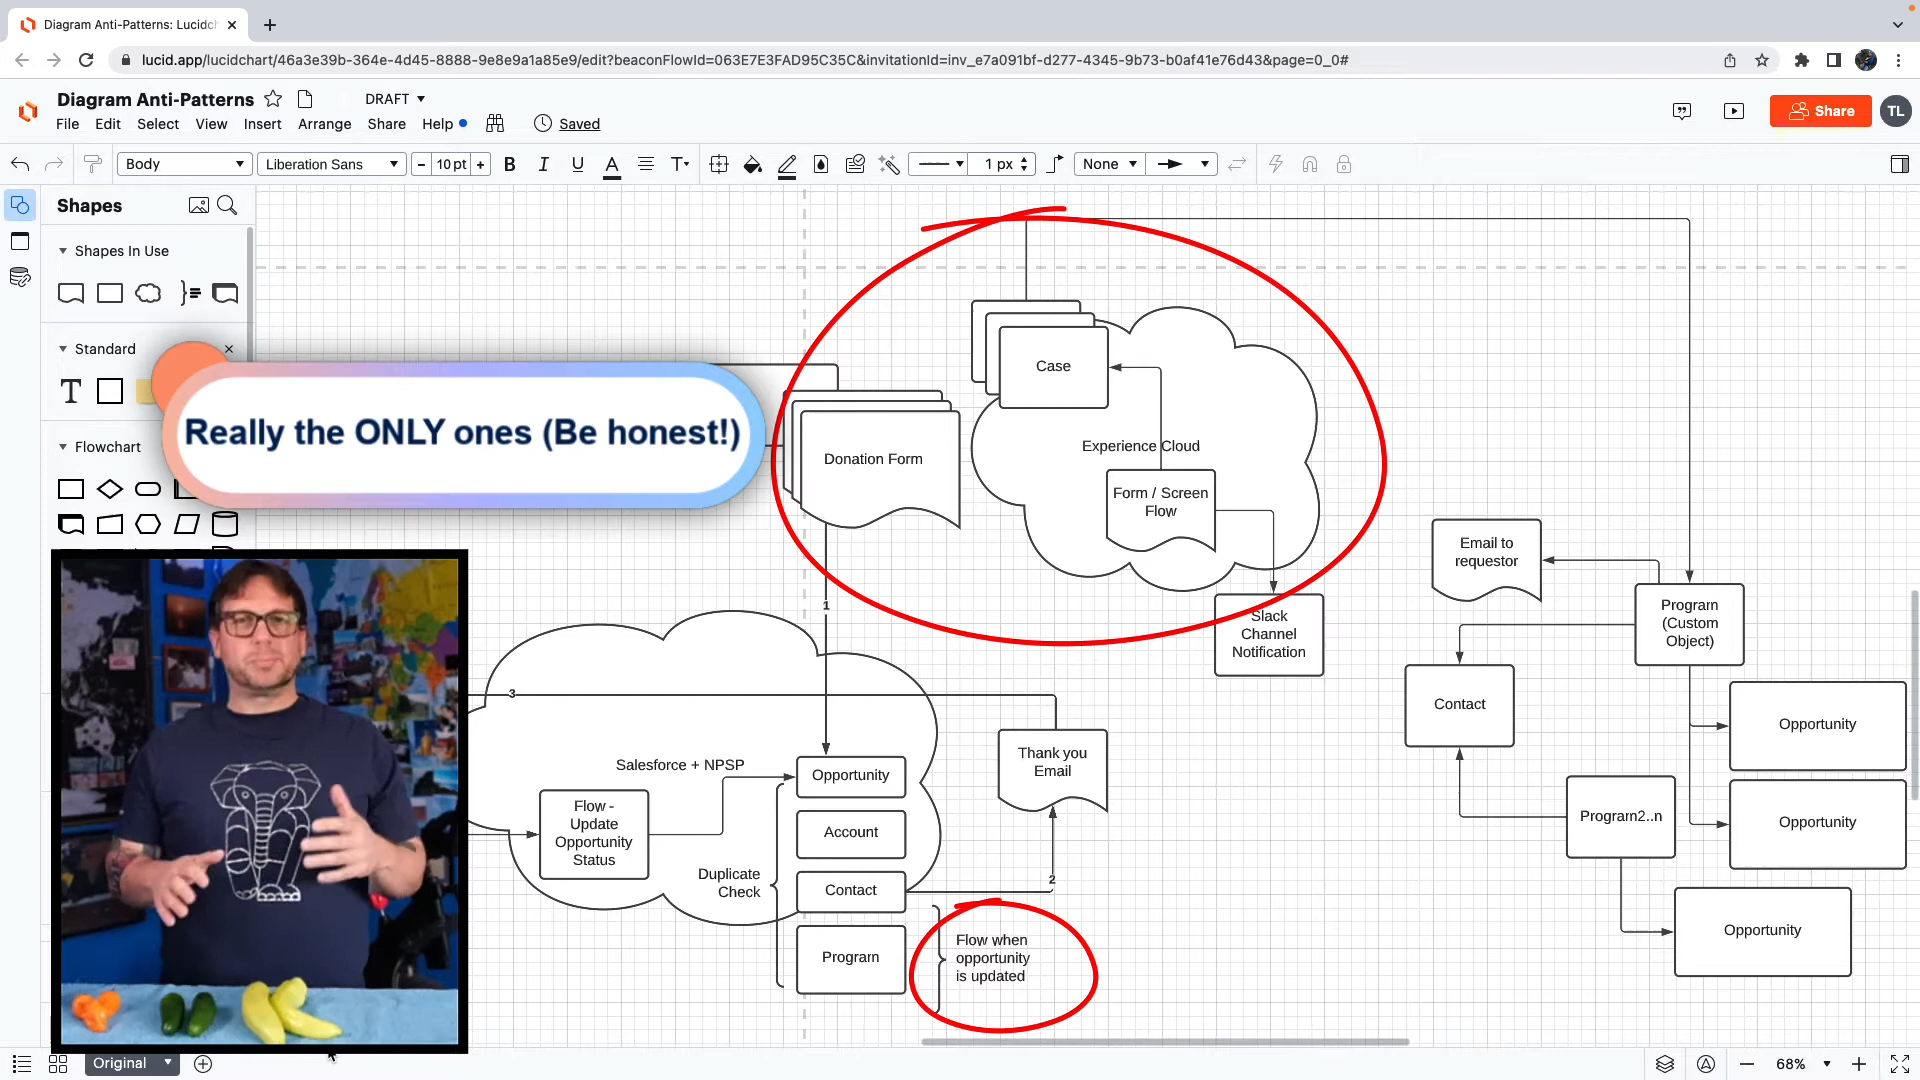 Diagram Anti-Patterns: Lucidch
lucid.app/lucidchart/46a3e39b-364e-4d45-8888-9e8e9a1a85e9/edit?beaconFlowId=063E7E3FAD95C35C&invitationId=inv_e7a091bf-d277-4345-9b73-b0af41e76d43&page=0_0#
Diagram Anti-Patterns
DRAFT
File Edit Select View Insert Arrange Share Help
Saved
Share
TL
Body
Liberation Sans
- 10 pt +
B I U A T
1 px
None
Shapes
Shapes In Use
Standard
T
Flowchart
Really the ONLY ones (Be honest!)
Case
Experience Cloud
Donation Form
Form / Screen
Flow
Slack
Channel
Notification
Email to
requestor
Program
(Custom
Object)
Contact
Opportunity
Opportunity
Program2..n
Opportunity
1
3
Salesforce + NPSP
Thank you
Email
Opportunity
Flow -
Update
Opportunity
Status
Account
Duplicate
Check
Contact
2
Program
Flow when
opportunity
is updated
Original
68%